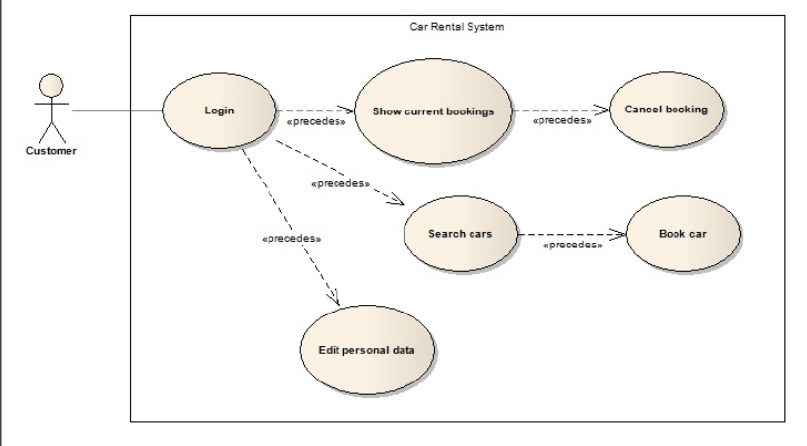 Car Rental System
Login
«precedes»
Show current bookings
«precedes»
Cancel booking
Customer
«precedes»
Search cars
«precedes»
Book car
«precedes»
Edit personal data